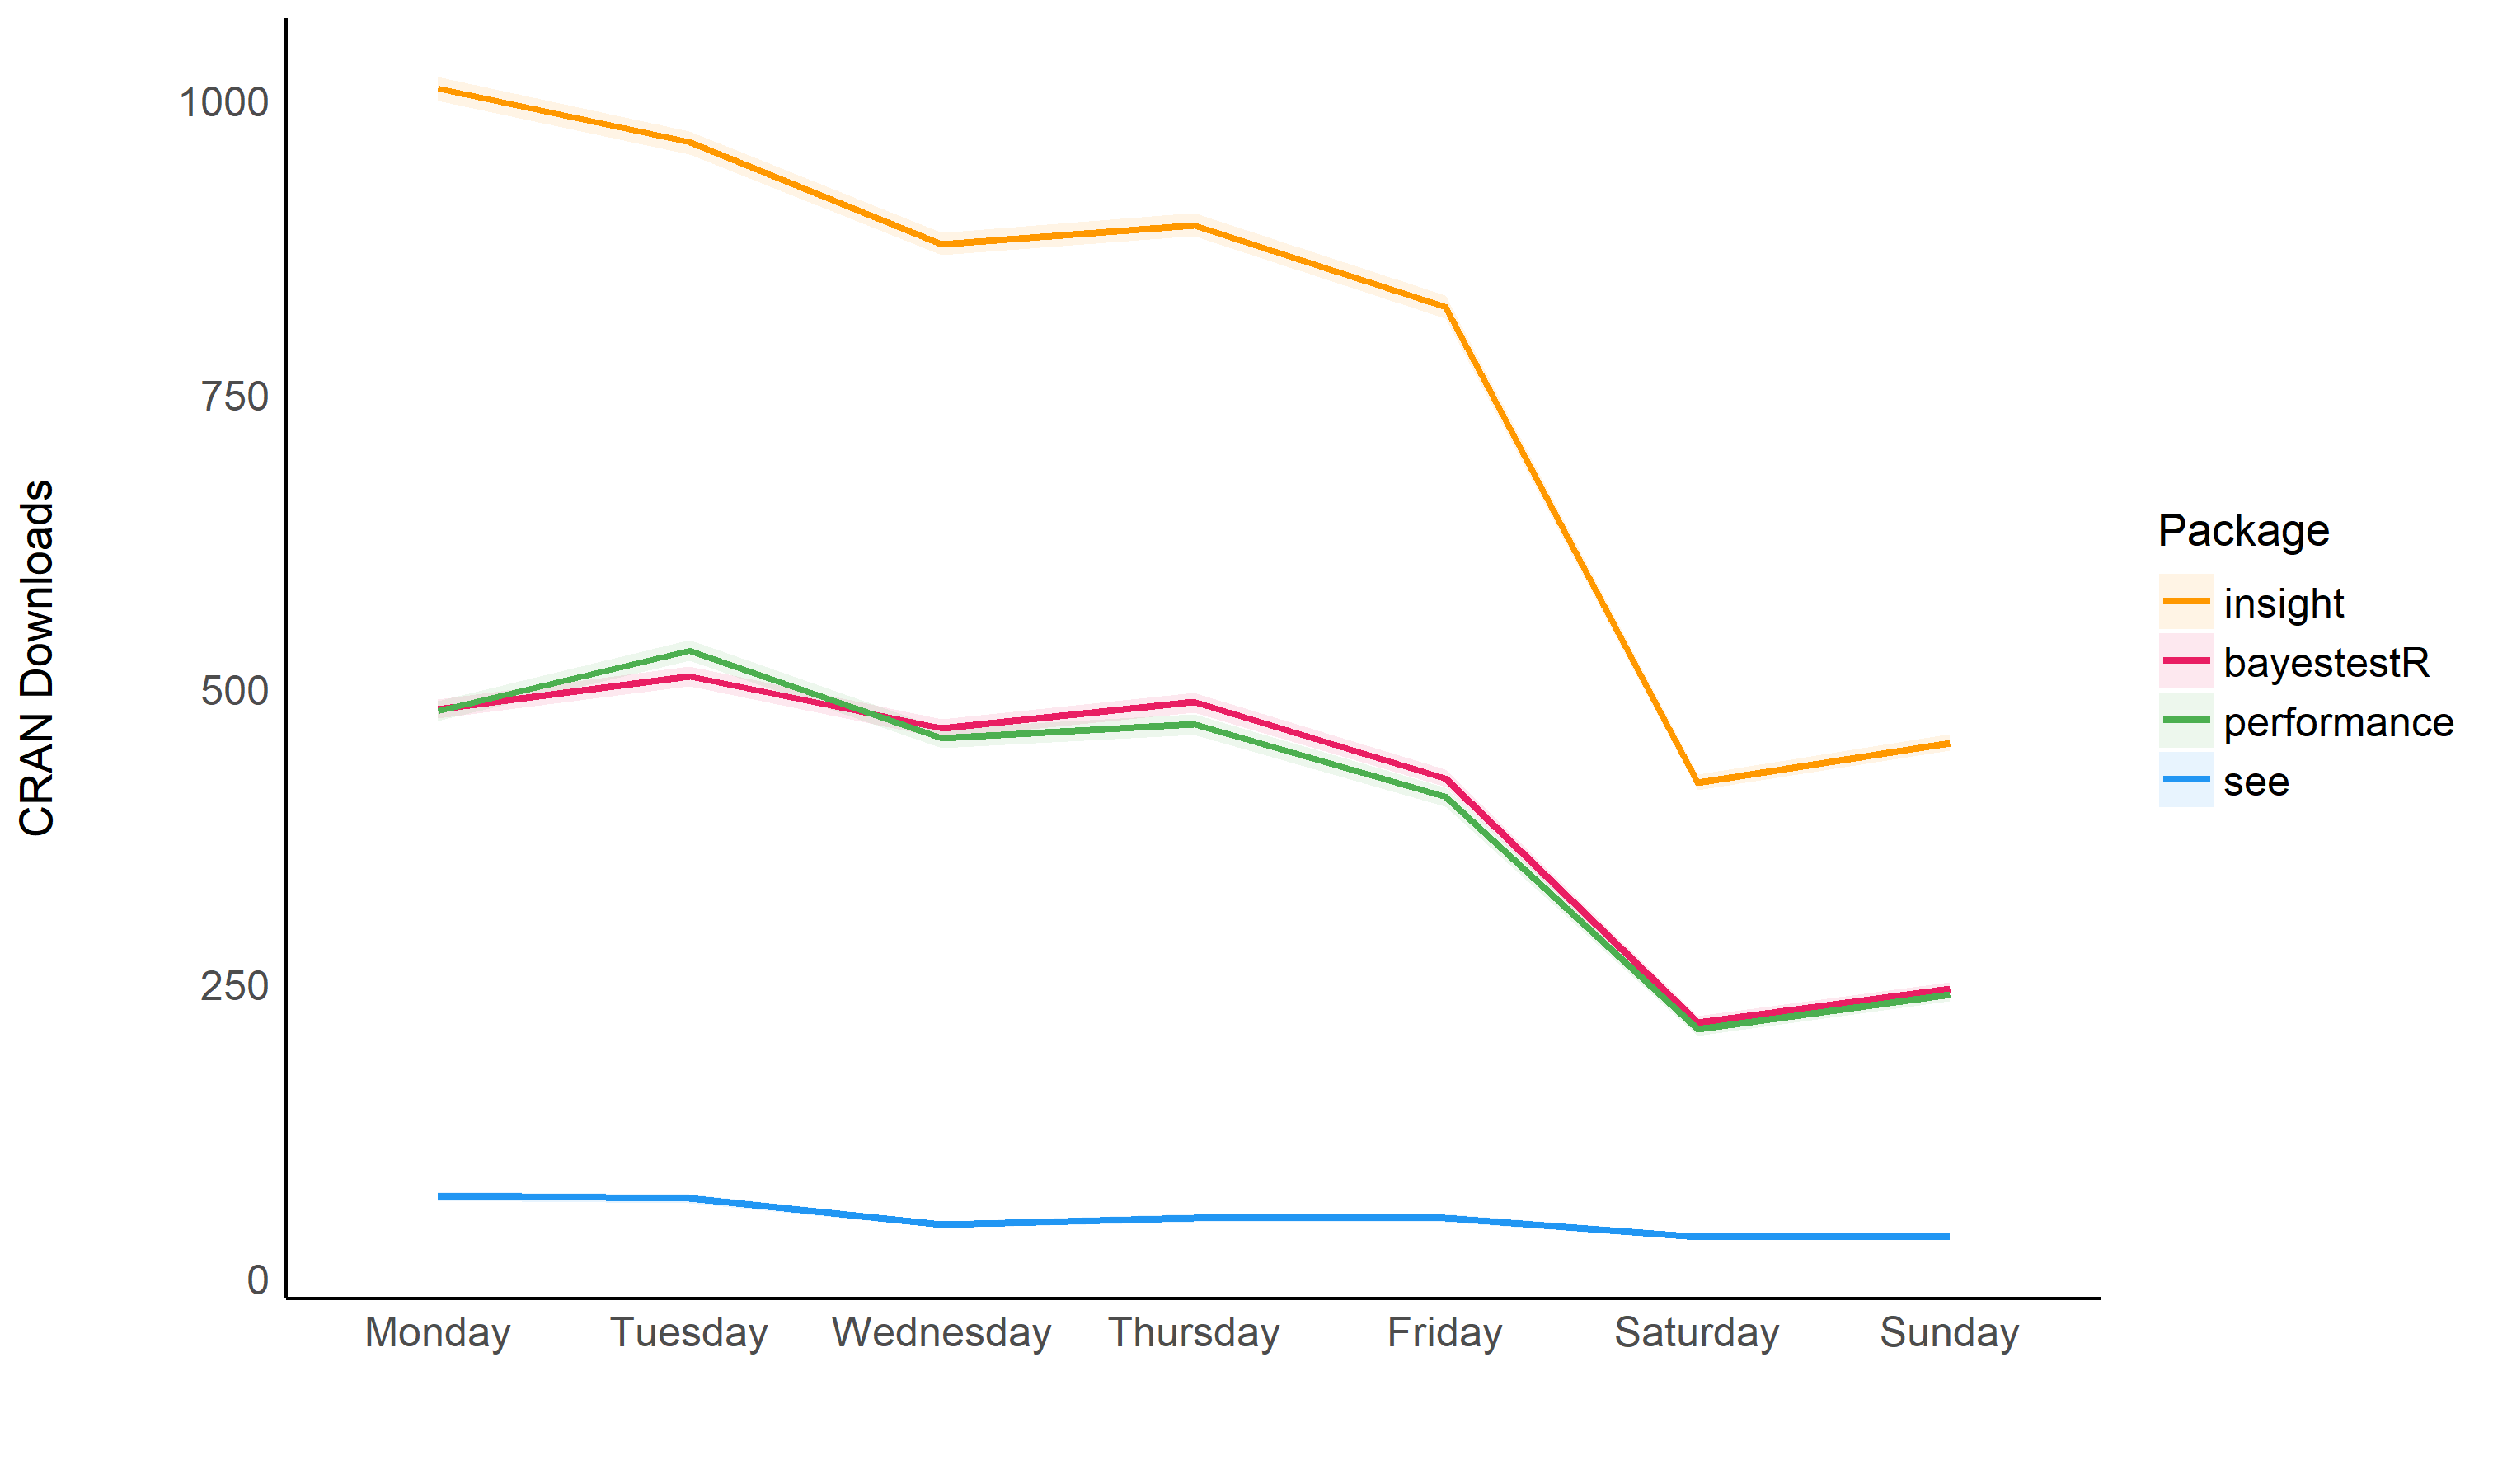 CRAN Downloads
1000
750
500
250
0
Monday Tuesday Wednesday Thursday Friday Saturday Sunday
Package
insight
bayestestR
performance
see